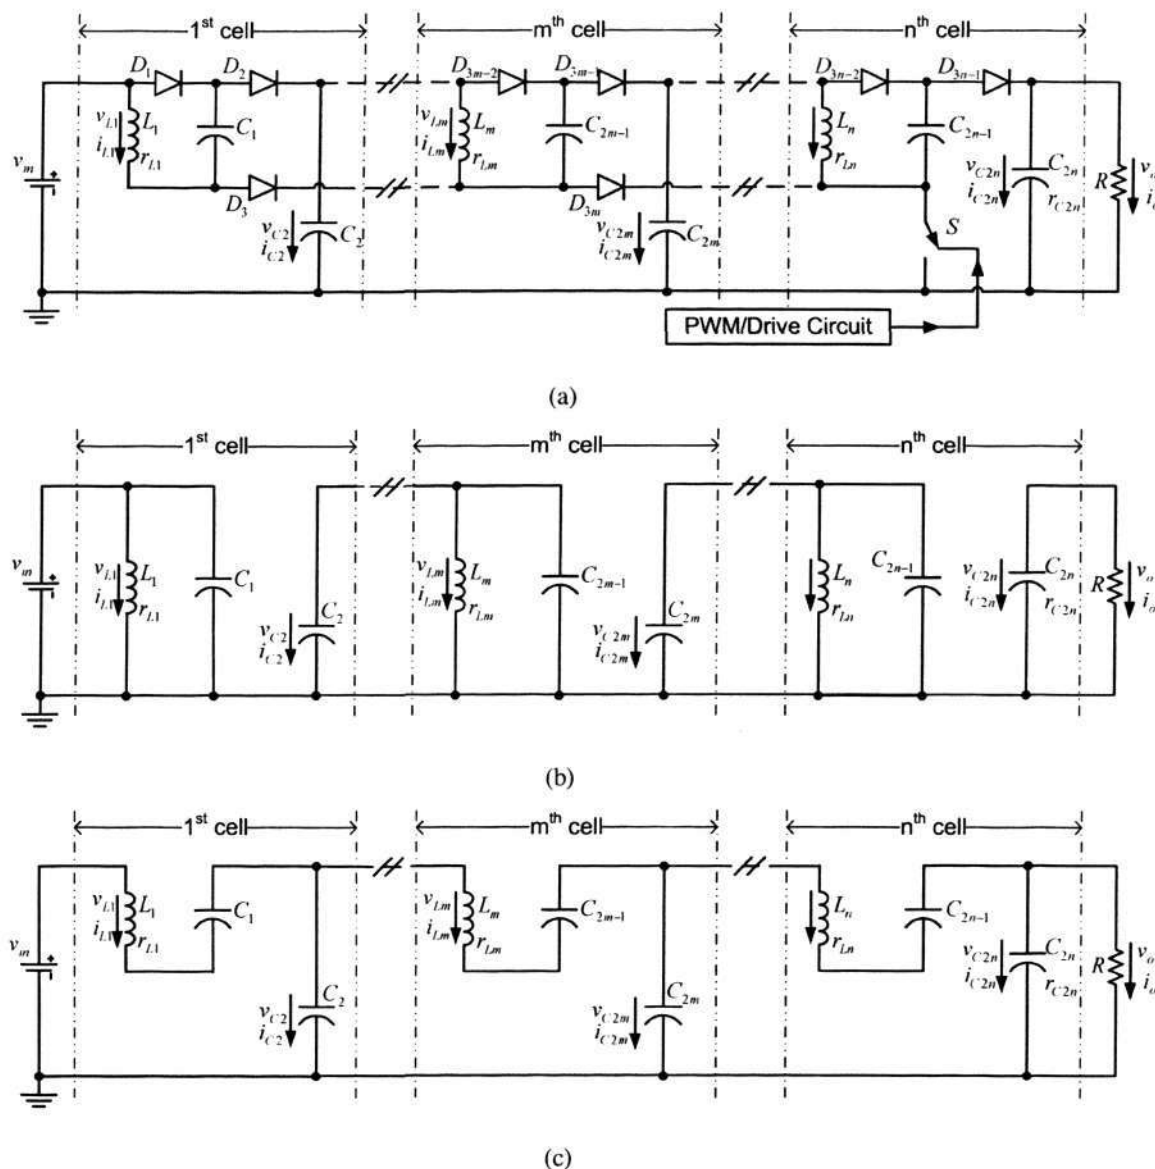 1st cell mth cell nth cell
D1 D2 D3m-2 D3m-1 D3n-2 D3n-1
vin vL1 iL1 L1 rL1 C1 vLm iLm Lm rLm C2m-1 Ln rLn C2n-1
D3 D3m
vC2 iC2 C2 vC2m iC2m C2m S vC2n iC2n C2n rC2n R vo io
PWM/Drive Circuit
(a)
1st cell mth cell nth cell
vin vL1 iL1 L1 rL1 C1 vLm iLm Lm rLm C2m-1 Ln rLn C2n-1
vC2 iC2 C2 vC2m iC2m C2m vC2n iC2n C2n rC2n R vo io
(b)
1st cell mth cell nth cell
vin vL1 iL1 L1 rL1 C1 vLm iLm Lm rLm C2m-1 Ln rLn C2n-1
vC2 iC2 C2 vC2m iC2m C2m vC2n iC2n C2n rC2n R vo io
(c)